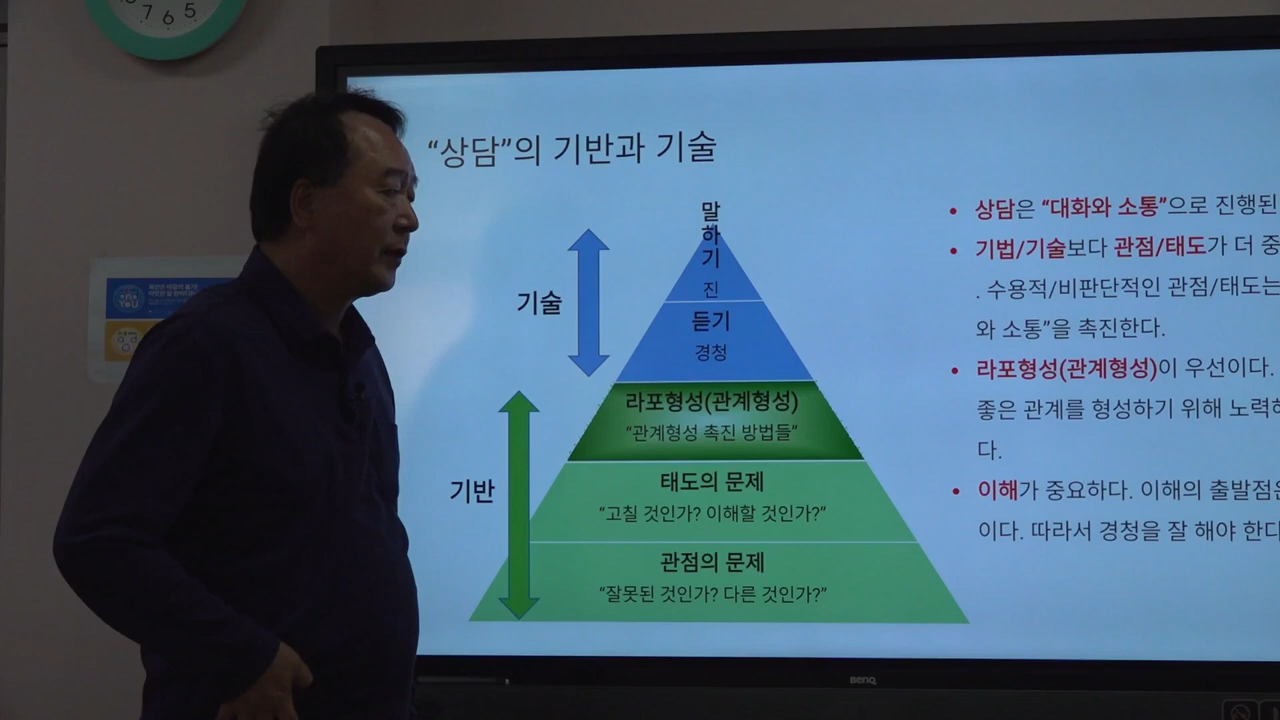 7 6 5
“상담”의 기반과 기술
말
하
기
진
듣기
경청
기술
라포형성(관계형성)
“관계형성 촉진 방법들”
기반
태도의 문제
“고칠 것인가? 이해할 것인가?”
관점의 문제
“잘못된 것인가? 다른 것인가?”
• 상담은 “대화와 소통”으로 진행된
• 기법/기술보다 관점/태도가 더 중
. 수용적/비판단적인 관점/태도는
와 소통”을 촉진한다.
• 라포형성(관계형성)이 우선이다.
좋은 관계를 형성하기 위해 노력해
다.
• 이해가 중요하다. 이해의 출발점은
이다. 따라서 경청을 잘 해야 한다
BenQ
YOU